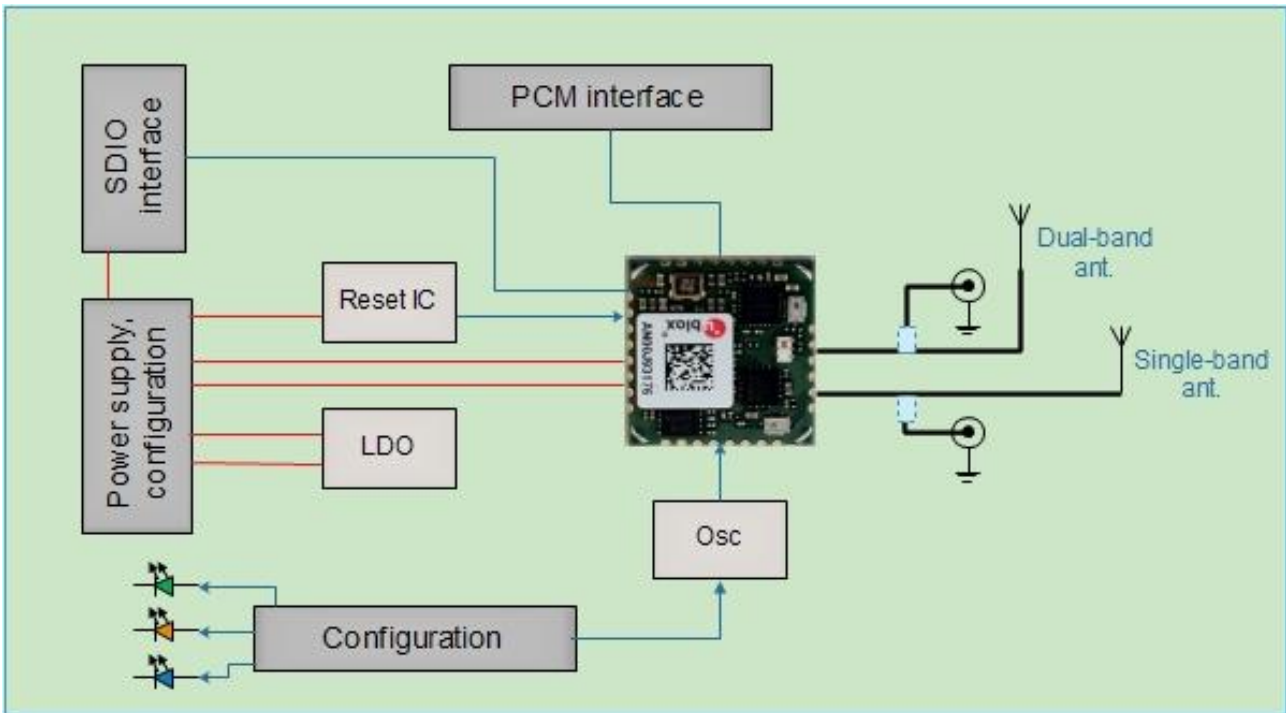 SDIO
interface
PCM interface
Reset IC
Power supply,
configuration
LDO
blox
Dual-band
ant.
Single-band
ant.
Osc
Configuration